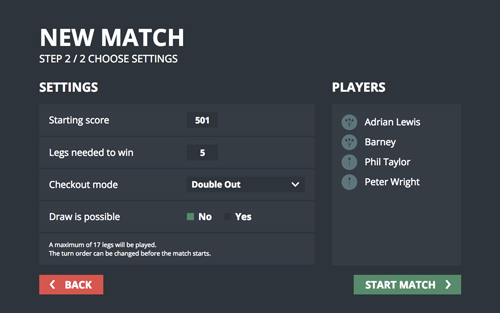 NEW MATCH
STEP 2 / 2 CHOOSE SETTINGS
SETTINGS
Starting score 501
Legs needed to win 5
Checkout mode Double Out
Draw is possible No Yes
A maximum of 17 legs will be played.
The turn order can be changed before the match starts.
PLAYERS
Adrian Lewis
Barney
Phil Taylor
Peter Wright
BACK
START MATCH